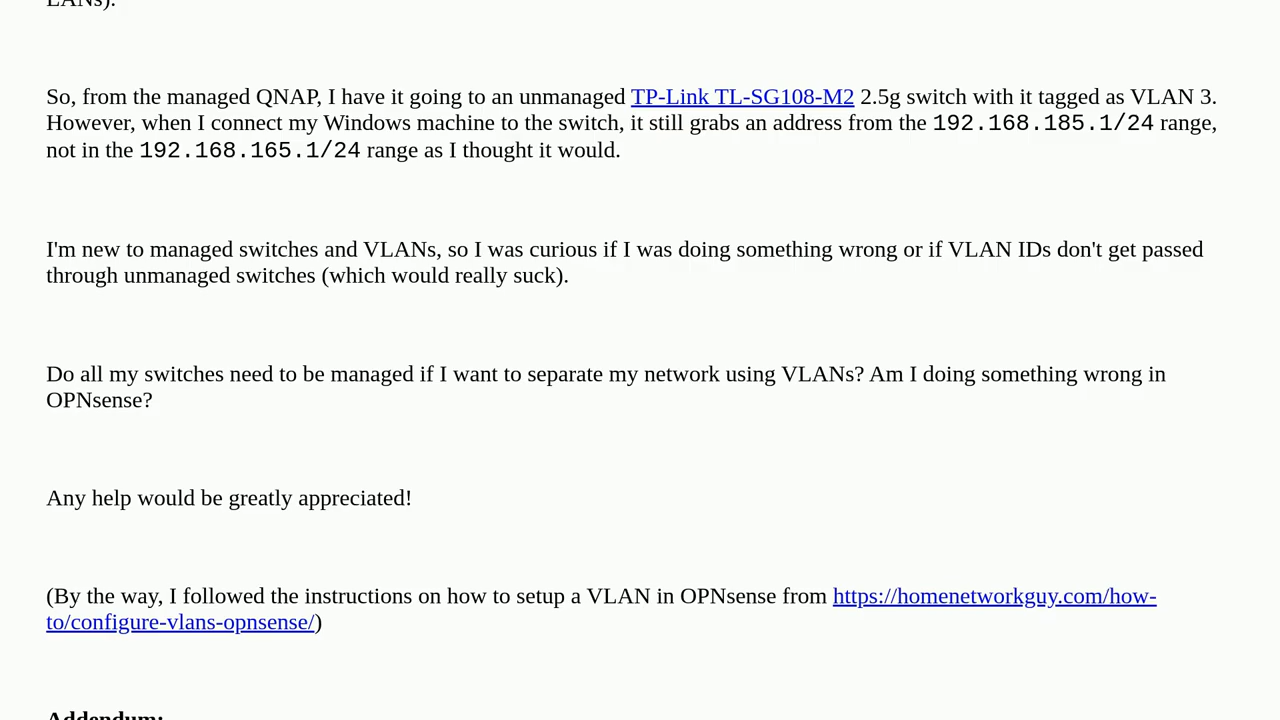 LANs).
So, from the managed QNAP, I have it going to an unmanaged TP-Link TL-SG108-M2 2.5g switch with it tagged as VLAN 3.
However, when I connect my Windows machine to the switch, it still grabs an address from the 192.168.185.1/24 range,
not in the 192.168.165.1/24 range as I thought it would.
I'm new to managed switches and VLANs, so I was curious if I was doing something wrong or if VLAN IDs don't get passed
through unmanaged switches (which would really suck).
Do all my switches need to be managed if I want to separate my network using VLANs? Am I doing something wrong in
OPNsense?
Any help would be greatly appreciated!
(By the way, I followed the instructions on how to setup a VLAN in OPNsense from https://homenetworkguy.com/how-
to/configure-vlans-opnsense/)
Addendum: